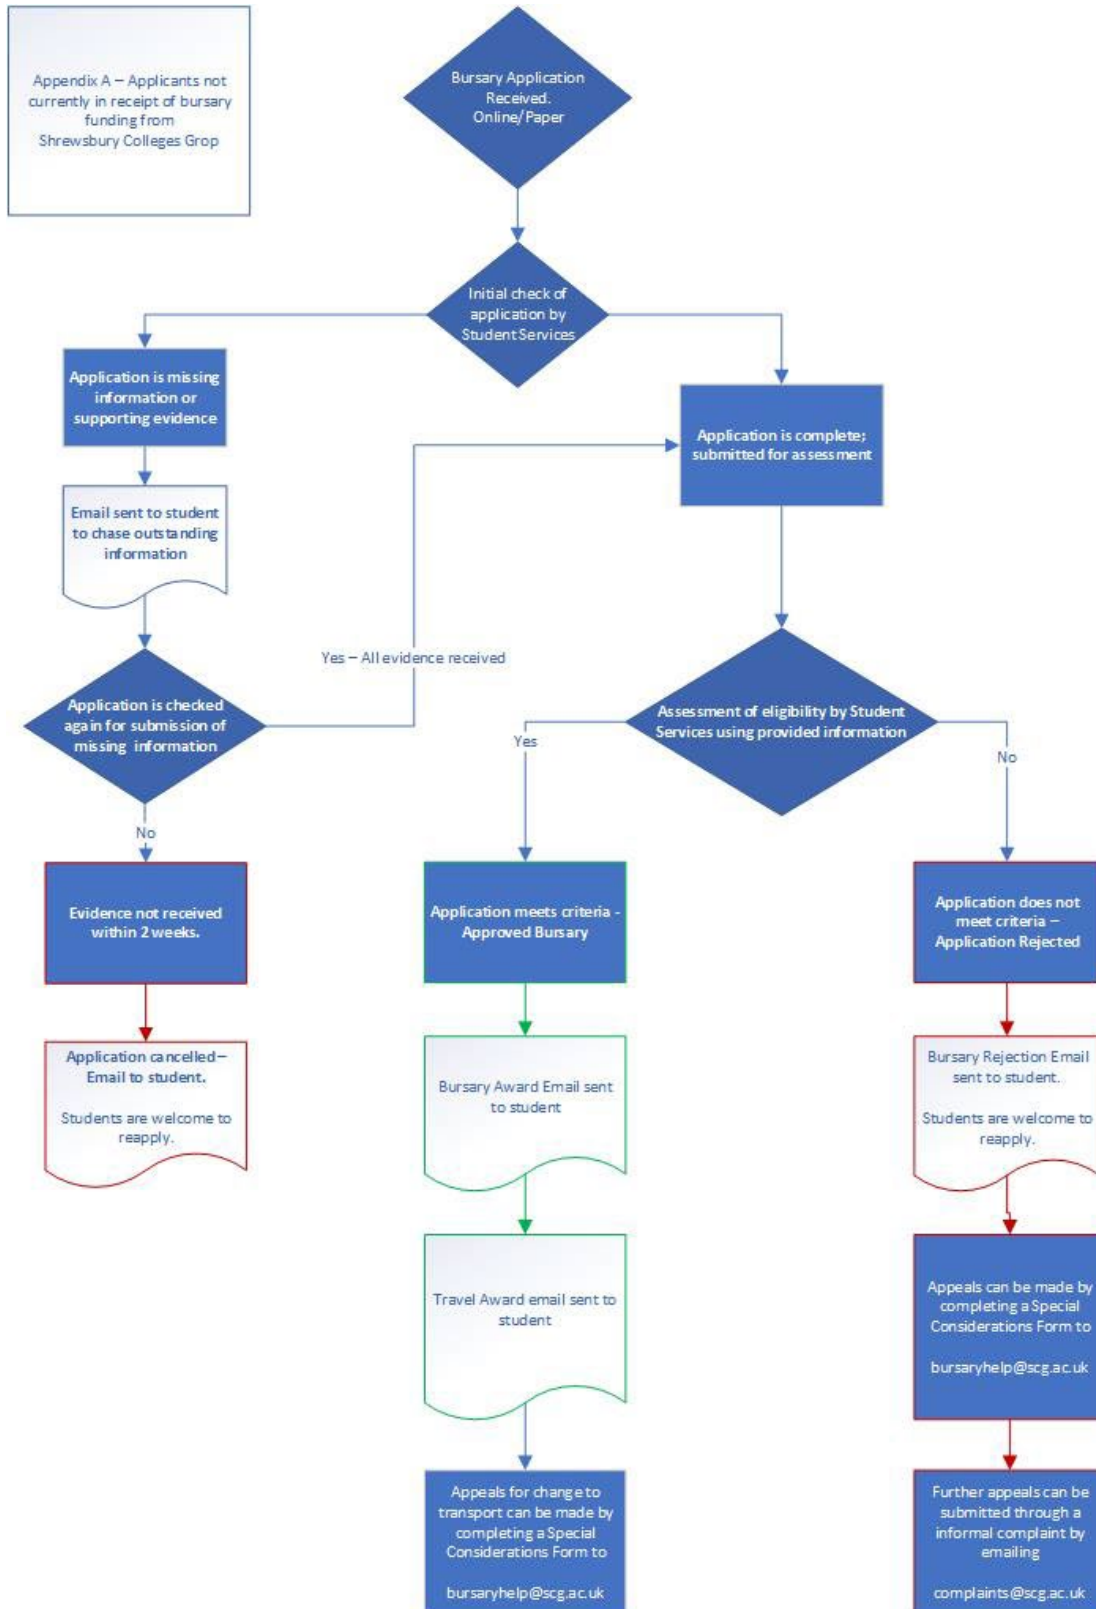 Appendix A – Applicants not
currently in receipt of bursary
funding from
Shrewsbury Colleges Grop
Bursary Application
Received.
Online/Paper
Initial check of
application by
Student Services
Application is missing
information or
supporting evidence
Application is complete;
submitted for assessment
Email sent to student
to chase outstanding
information
Yes – All evidence received
Application is checked
again for submission of
missing information
Assessment of eligibility by Student
Services using provided information
Yes
No
No
Evidence not received
within 2 weeks.
Application meets criteria -
Approved Bursary
Application does not
meet criteria –
Application Rejected
Application cancelled –
Email to student.
Students are welcome to
reapply.
Bursary Award Email sent
to student
Bursary Rejection Email
sent to student.
Students are welcome to
reapply.
Travel Award email sent to
student
Appeals can be made by
completing a Special
Considerations Form to
bursaryhelp@scg.ac.uk
Appeals for change to
transport can be made by
completing a Special
Considerations Form to
bursaryhelp@scg.ac.uk
Further appeals can be
submitted through a
informal complaint by
emailing
complaints@scg.ac.uk